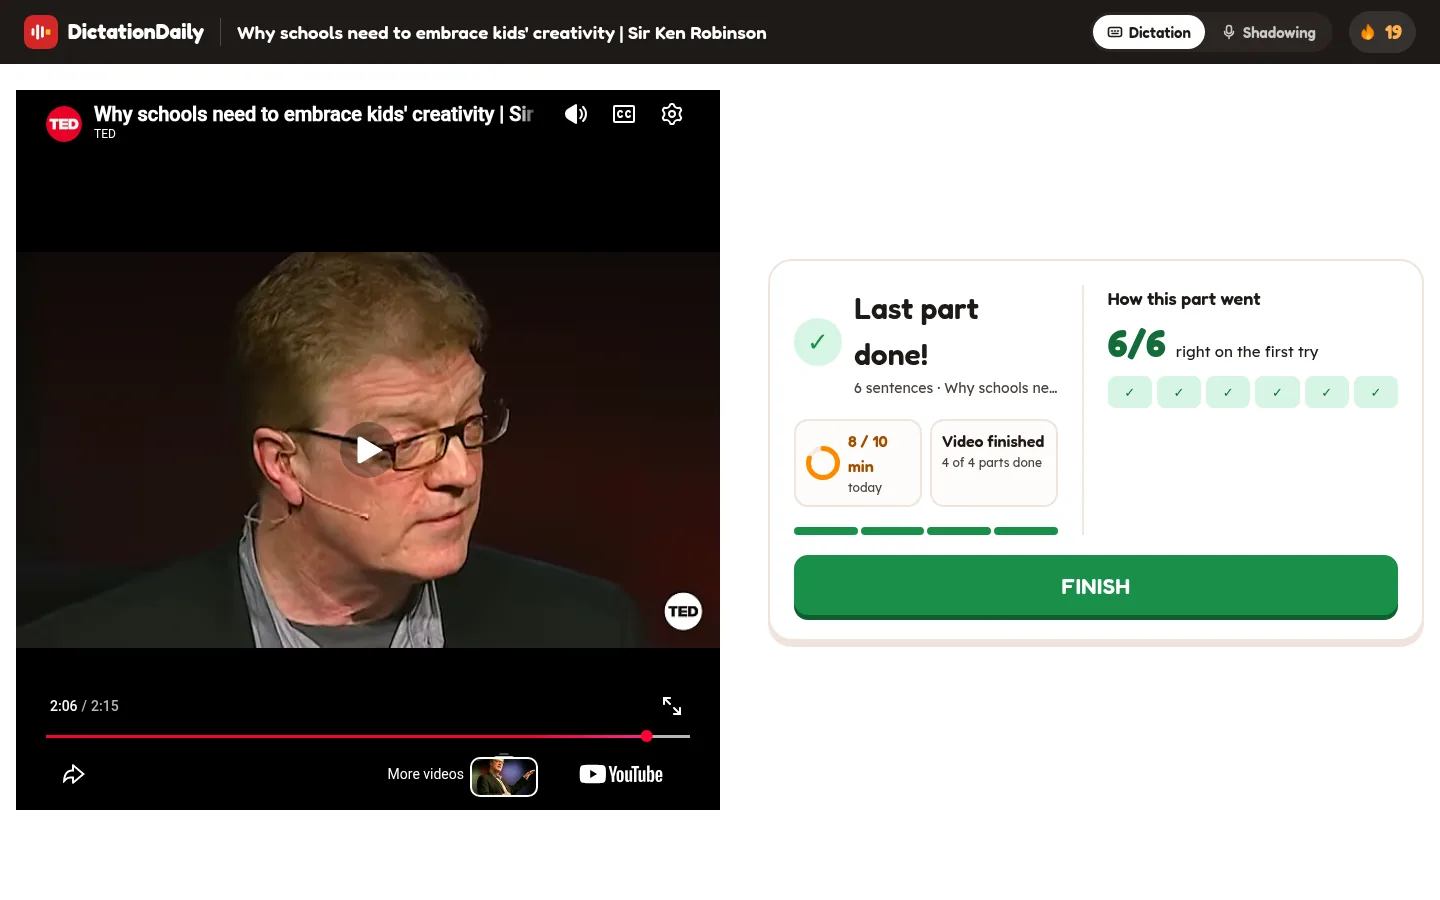 DictationDaily
Why schools need to embrace kids' creativity | Sir Ken Robinson
Dictation
Shadowing
19
TED
Why schools need to embrace kids' creativity | Sir
TED
CC
TED
2:06 / 2:15
More videos
YouTube
✓
Last part
done!
6 sentences · Why schools ne…
8 / 10
min
today
Video finished
4 of 4 parts done
How this part went
6/6 right on the first try
✓ ✓ ✓ ✓ ✓ ✓
FINISH